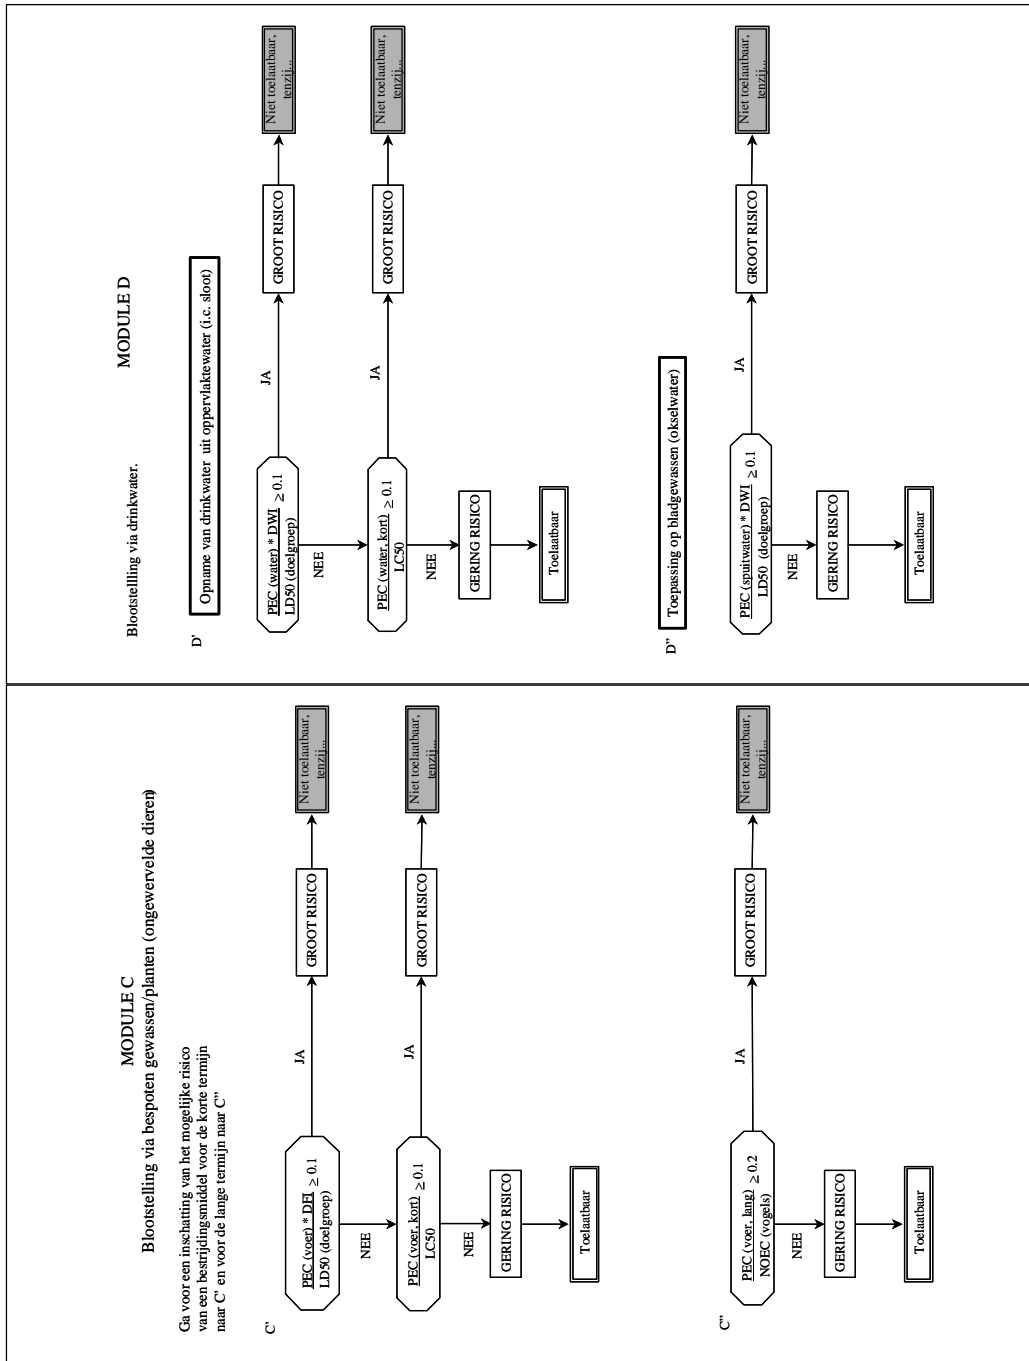 MODULE C
Blootstelling via bespoten gewassen/planten (ongewervelde dieren)
Ga voor een inschatting van het mogelijke risico
van een bestrijdingsmiddel voor de korte termijn
naar C' en voor de lange termijn naar C"
C'
PEC (voer) * DFI ≥ 0.1
LD50 (doelgroep)
JA
GROOT RISICO
Niet toelaatbaar,
tenzij...
NEE
PEC (voer, kort) ≥ 0.1
LC50
JA
GROOT RISICO
Niet toelaatbaar,
tenzij...
NEE
GERING RISICO
Toelaatbaar
C"
PEC (voer, lang) ≥ 0.2
NOEC (vogels)
JA
GROOT RISICO
Niet toelaatbaar,
tenzij...
NEE
GERING RISICO
Toelaatbaar
MODULE D
Blootstellling via drinkwater.
D'
Opname van drinkwater uit oppervlaktewater (i.c. sloot)
PEC (water) * DWI ≥ 0.1
LD50 (doelgroep)
JA
GROOT RISICO
Niet toelaatbaar,
tenzij...
NEE
PEC (water, kort) ≥ 0.1
LC50
JA
GROOT RISICO
Niet toelaatbaar,
tenzij...
NEE
GERING RISICO
Toelaatbaar
D"
Toepassing op bladgewassen (okselwater)
PEC (spuitwater) * DWI ≥ 0.1
LD50 (doelgroep)
JA
GROOT RISICO
Niet toelaatbaar,
tenzij...
NEE
GERING RISICO
Toelaatbaar